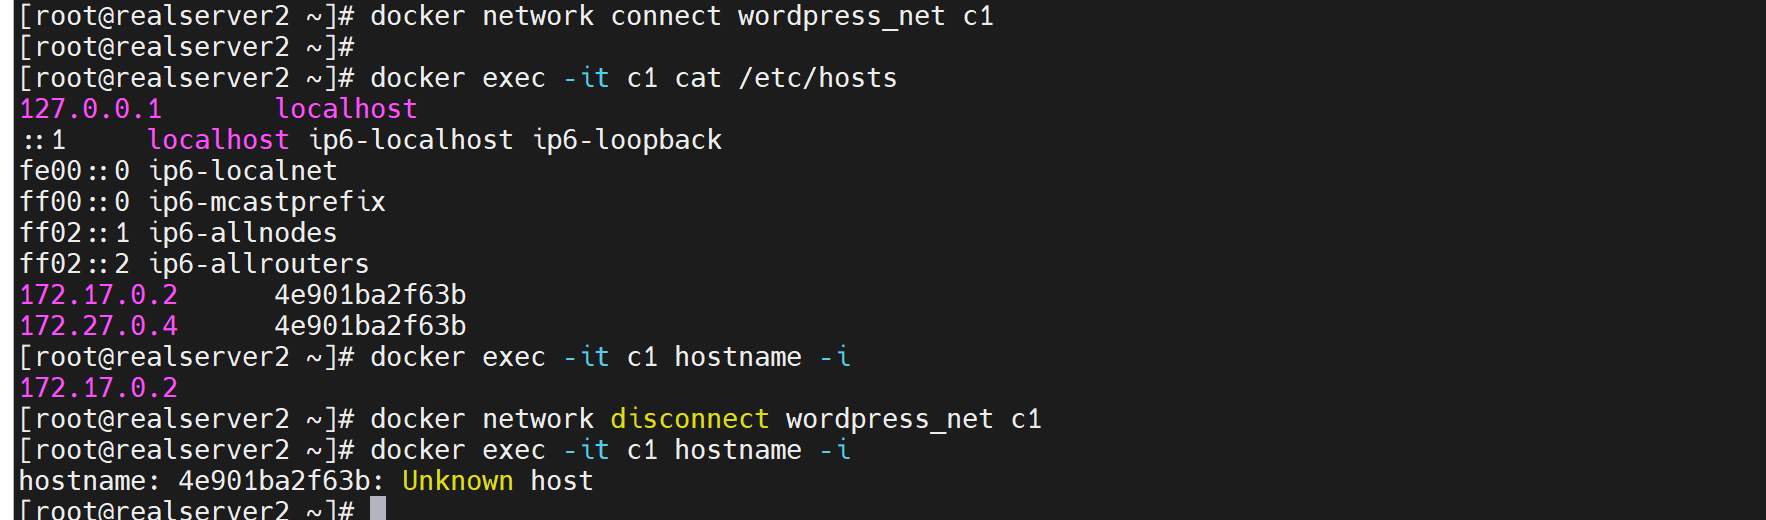 [root@realserver2 ~]# docker network connect wordpress_net c1
[root@realserver2 ~]#
[root@realserver2 ~]# docker exec -it c1 cat /etc/hosts
127.0.0.1       localhost
::1     localhost ip6-localhost ip6-loopback
fe00::0 ip6-localnet
ff00::0 ip6-mcastprefix
ff02::1 ip6-allnodes
ff02::2 ip6-allrouters
172.17.0.2      4e901ba2f63b
172.27.0.4      4e901ba2f63b
[root@realserver2 ~]# docker exec -it c1 hostname -i
172.17.0.2
[root@realserver2 ~]# docker network disconnect wordpress_net c1
[root@realserver2 ~]# docker exec -it c1 hostname -i
hostname: 4e901ba2f63b: Unknown host
[root@realserver2 ~]#